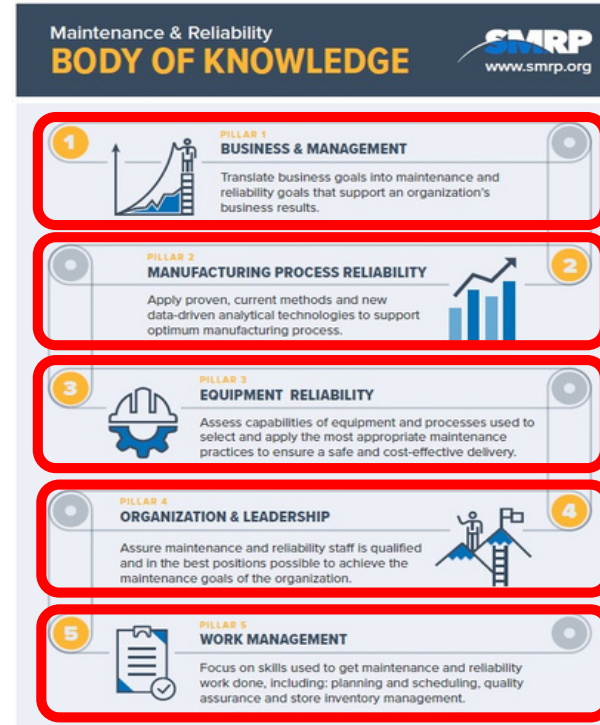 Maintenance & Reliability
BODY OF KNOWLEDGE
SMRP
www.smrp.org
1
PILLAR 1
BUSINESS & MANAGEMENT
Translate business goals into maintenance and
reliability goals that support an organization's
business results.
PILLAR 2
MANUFACTURING PROCESS RELIABILITY
2
Apply proven, current methods and new
data-driven analytical technologies to support
optimum manufacturing process.
3
PILLAR 3
EQUIPMENT RELIABILITY
Assess capabilities of equipment and processes used to
select and apply the most appropriate maintenance
practices to ensure a safe and cost-effective delivery.
PILLAR 4
ORGANIZATION & LEADERSHIP
4
Assure maintenance and reliability staff is qualified
and in the best positions possible to achieve the
maintenance goals of the organization.
5
PILLAR 5
WORK MANAGEMENT
Focus on skills used to get maintenance and reliability
work done, including: planning and scheduling, quality
assurance and store inventory management.